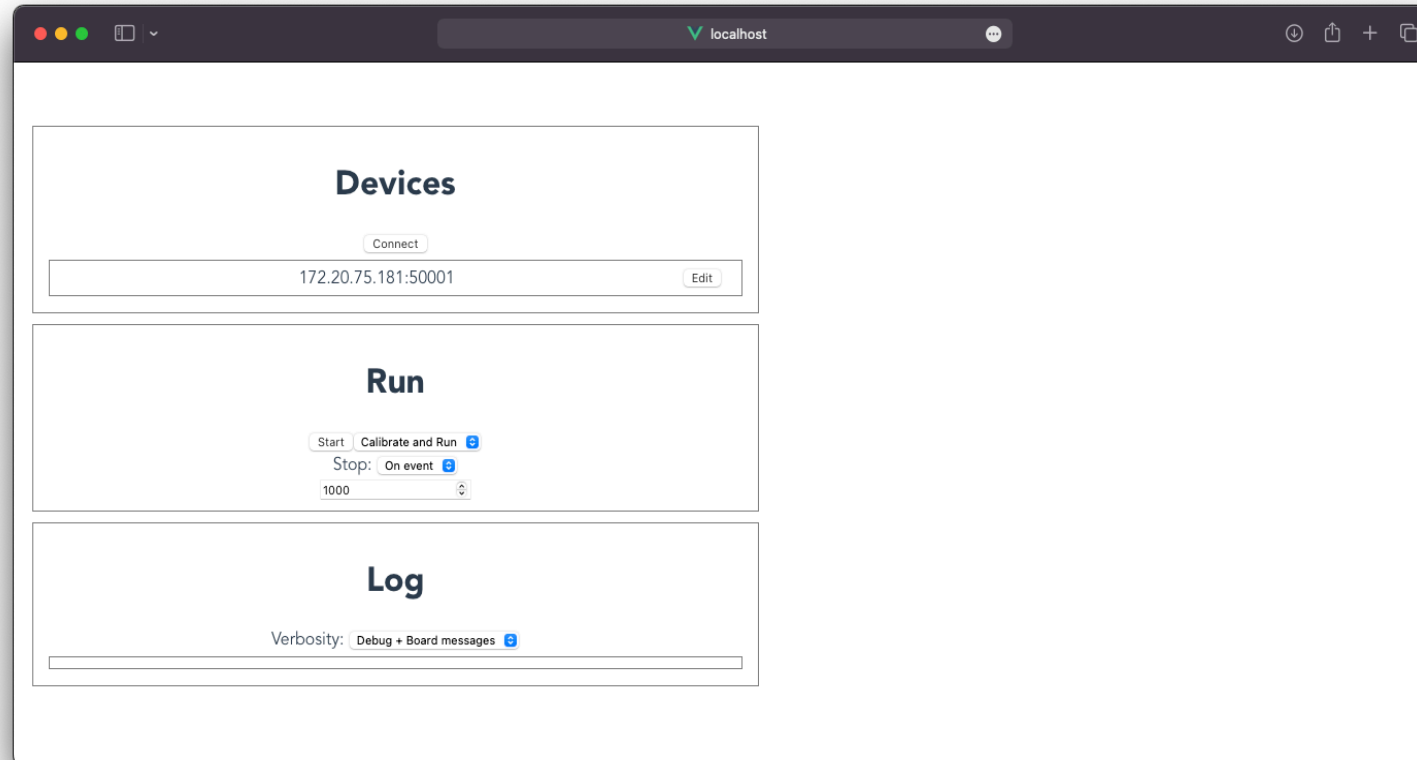 localhost
Devices
Connect
172.20.75.181:50001 Edit
Run
Start Calibrate and Run
Stop: On event
1000
Log
Verbosity: Debug + Board messages